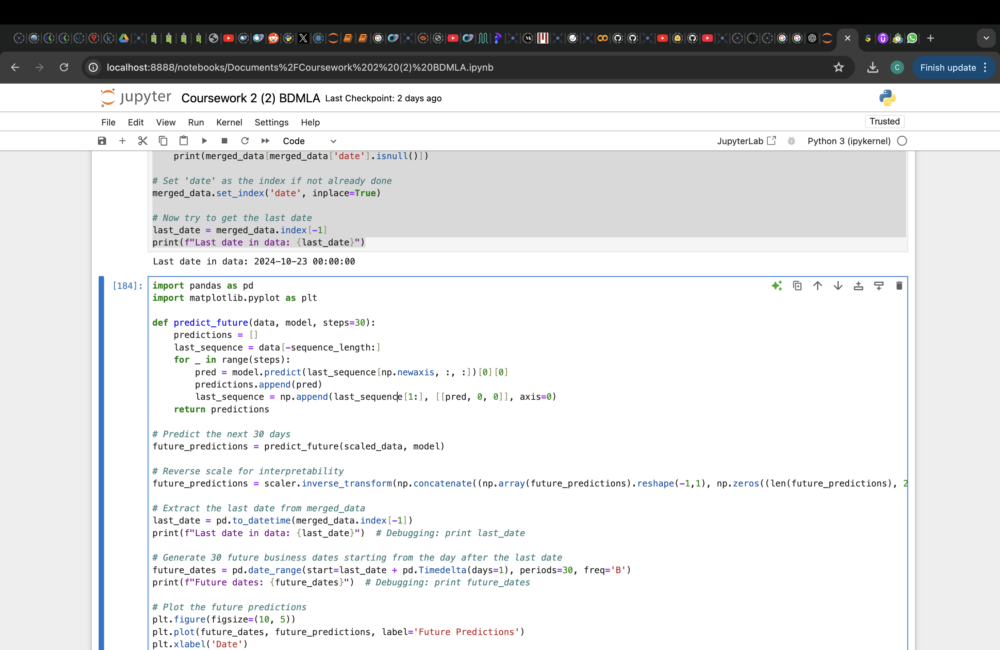 localhost:8888/notebooks/Documents%2FCoursework%202%20(2)%20BDMLA.ipynb
C
Finish update
jupyter Coursework 2 (2) BDMLA Last Checkpoint: 2 days ago
File Edit View Run Kernel Settings Help
Trusted
Code
JupyterLab
Python 3 (ipykernel)
    print(merged_data[merged_data['date'].isnull()])
# Set 'date' as the index if not already done
merged_data.set_index('date', inplace=True)
# Now try to get the last date
last_date = merged_data.index[-1]
print(f"Last date in data: {last_date}")
Last date in data: 2024-10-23 00:00:00
[184]:
import pandas as pd
import matplotlib.pyplot as plt
def predict_future(data, model, steps=30):
    predictions = []
    last_sequence = data[-sequence_length:]
    for _ in range(steps):
        pred = model.predict(last_sequence[np.newaxis, :, :])[0][0]
        predictions.append(pred)
        last_sequence = np.append(last_sequence[1:], [[pred, 0, 0]], axis=0)
    return predictions
# Predict the next 30 days
future_predictions = predict_future(scaled_data, model)
# Reverse scale for interpretability
future_predictions = scaler.inverse_transform(np.concatenate((np.array(future_predictions).reshape(-1,1), np.zeros((len(future_predictions), 2
# Extract the last date from merged_data
last_date = pd.to_datetime(merged_data.index[-1])
print(f"Last date in data: {last_date}")  # Debugging: print last_date
# Generate 30 future business dates starting from the day after the last date
future_dates = pd.date_range(start=last_date + pd.Timedelta(days=1), periods=30, freq='B')
print(f"Future dates: {future_dates}")  # Debugging: print future_dates
# Plot the future predictions
plt.figure(figsize=(10, 5))
plt.plot(future_dates, future_predictions, label='Future Predictions')
plt.xlabel('Date')